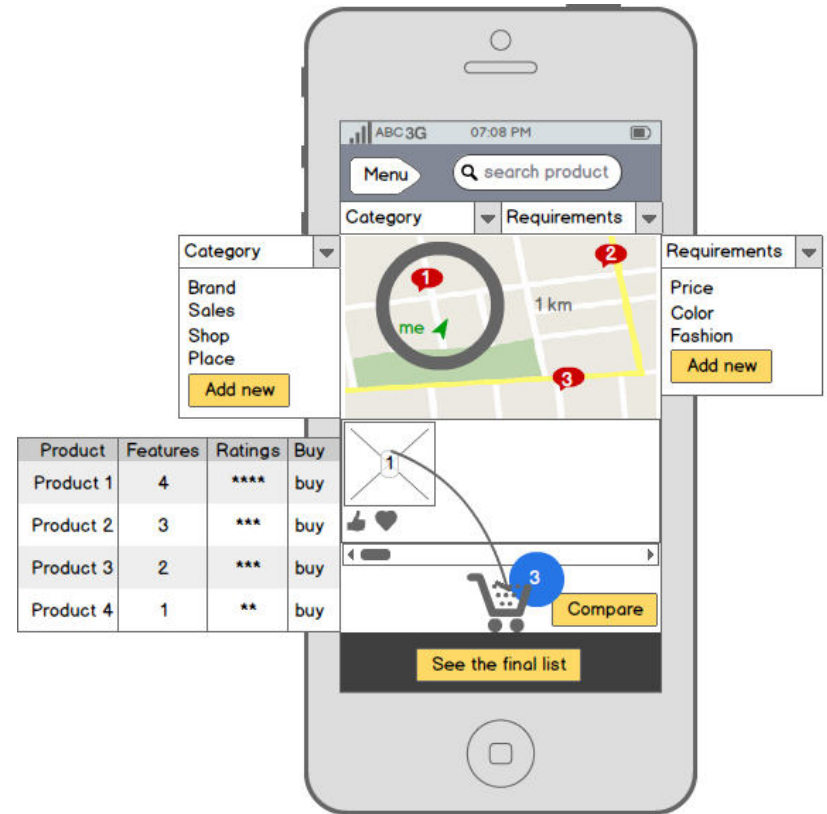 ABC 3G 07:08 PM
Menu search product
Category Requirements
Category
Brand
Sales
Shop
Place
Add new
1
2
3
me
1 km
Requirements
Price
Color
Fashion
Add new
Product Features Ratings Buy
Product 1 4 **** buy
Product 2 3 *** buy
Product 3 2 *** buy
Product 4 1 ** buy
1
3
Compare
See the final list